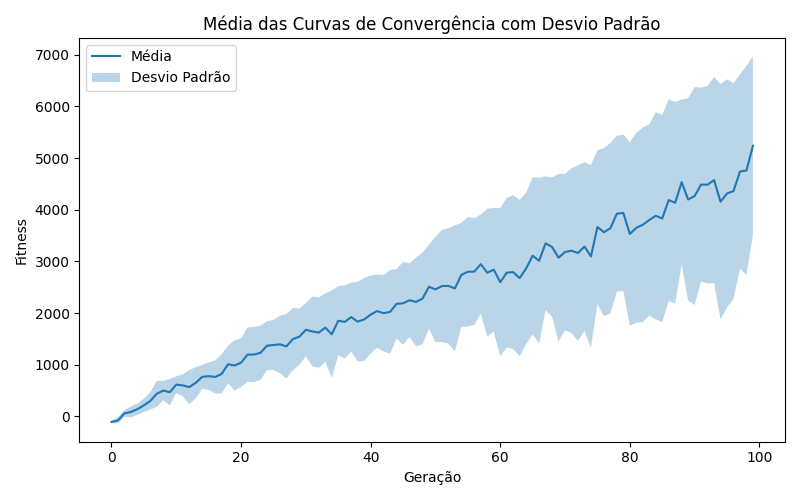 Média das Curvas de Convergência com Desvio Padrão
Média
Desvio Padrão
7000
6000
5000
4000
3000
2000
1000
0
Fitness
0 20 40 60 80 100
Geração